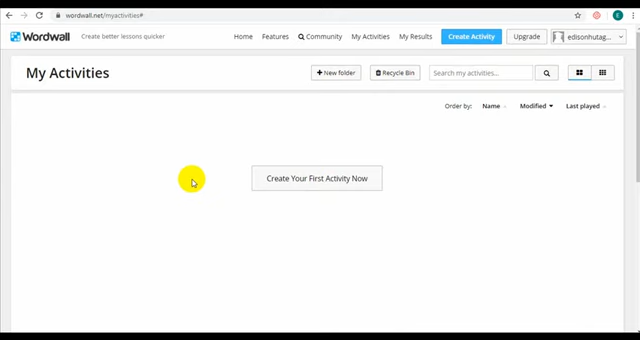 wordwall.net/myactivities#
E
Wordwall
Create better lessons quicker
Home
Features
Community
My Activities
My Results
Create Activity
Upgrade
edisonhutag...
My Activities
New folder
Recycle Bin
Search my activities...
Order by:
Name
Modified
Last played
Create Your First Activity Now